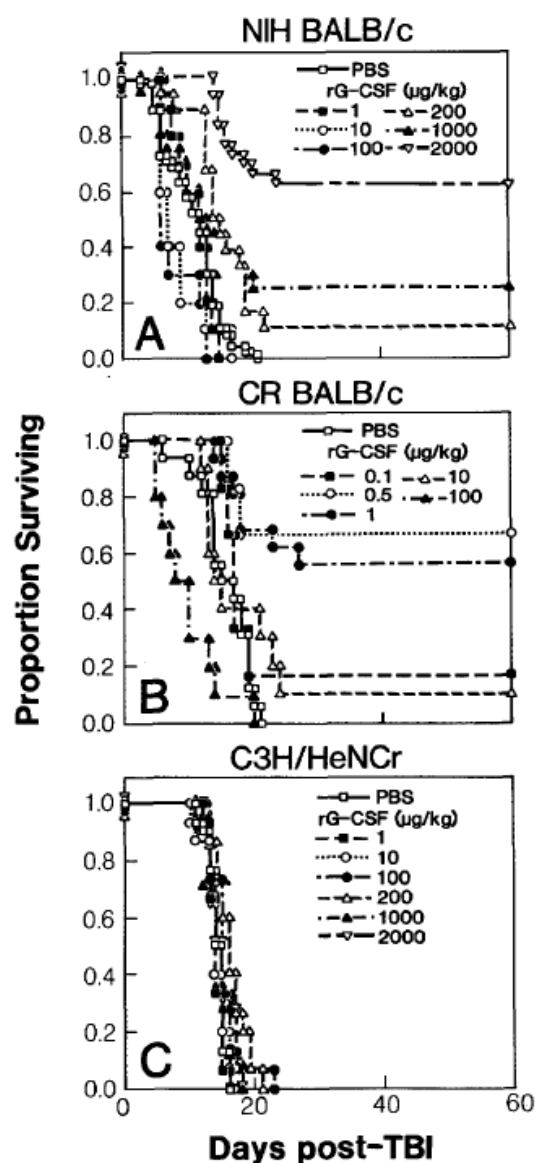 NIH BALB/c
PBS
rG-CSF (µg/kg)
1 200
10 1000
100 2000
1.0
0.8
0.6
0.4
0.2
0.0
A
CR BALB/c
PBS
rG-CSF (µg/kg)
0.1 10
0.5 100
1
1.0
0.8
0.6
0.4
0.2
0.0
B
Proportion Surviving
C3H/HeNCr
PBS
rG-CSF (µg/kg)
1
10
100
200
1000
2000
1.0
0.8
0.6
0.4
0.2
0.0
C
0 20 40 60
Days post-TBI